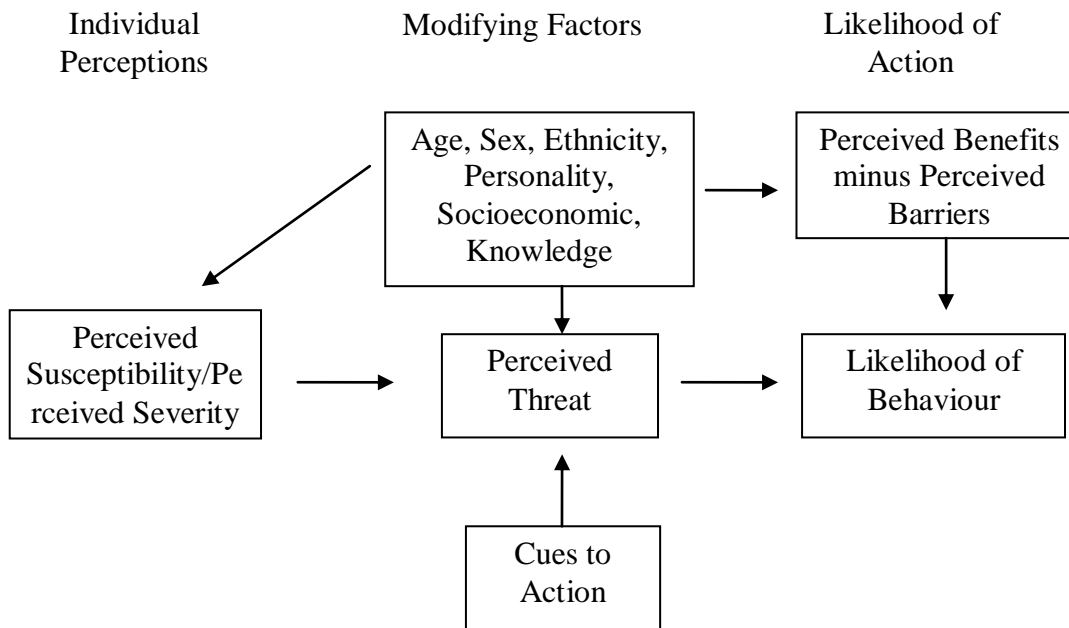 Individual
Perceptions
Modifying Factors
Likelihood of
Action
Age, Sex, Ethnicity,
Personality,
Socioeconomic,
Knowledge
Perceived Benefits
minus Perceived
Barriers
Perceived
Susceptibility/Pe
rceived Severity
Perceived
Threat
Likelihood of
Behaviour
Cues to
Action